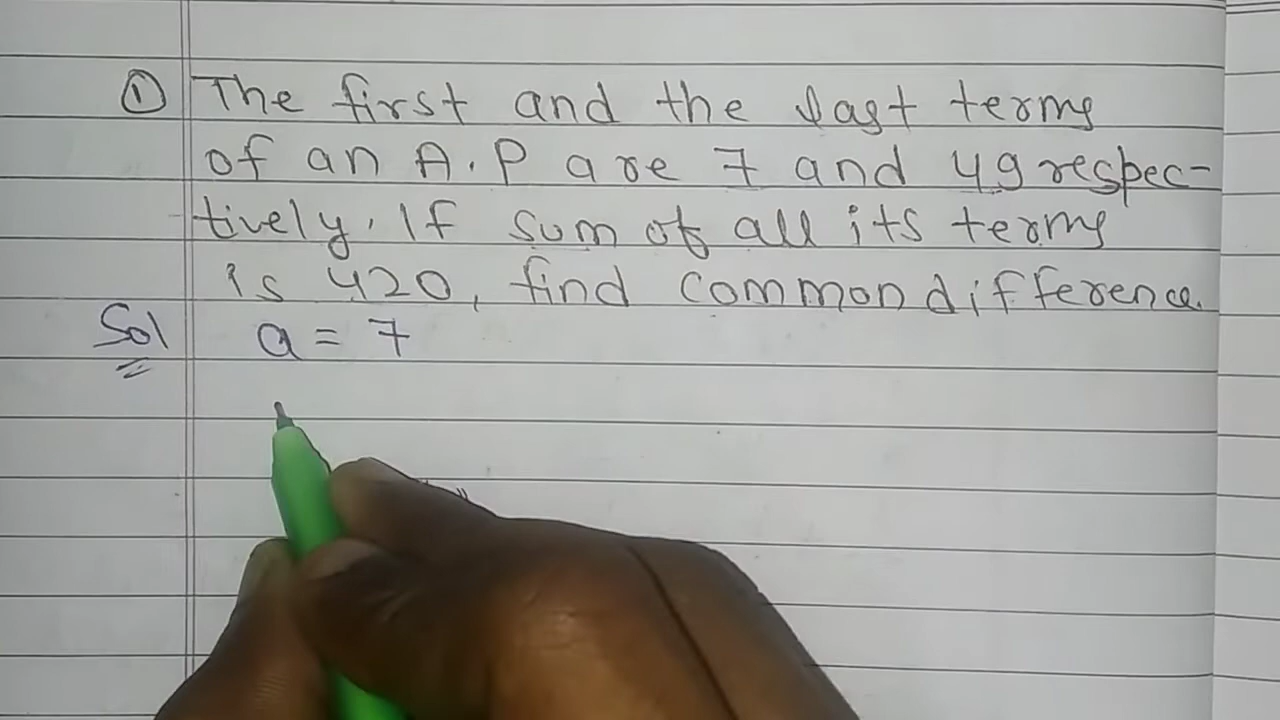 ① The first and the last terms
of an A.P are 7 and 49 respec-
tively. If sum of all its terms
is 420, find common difference.
Sol a = 7